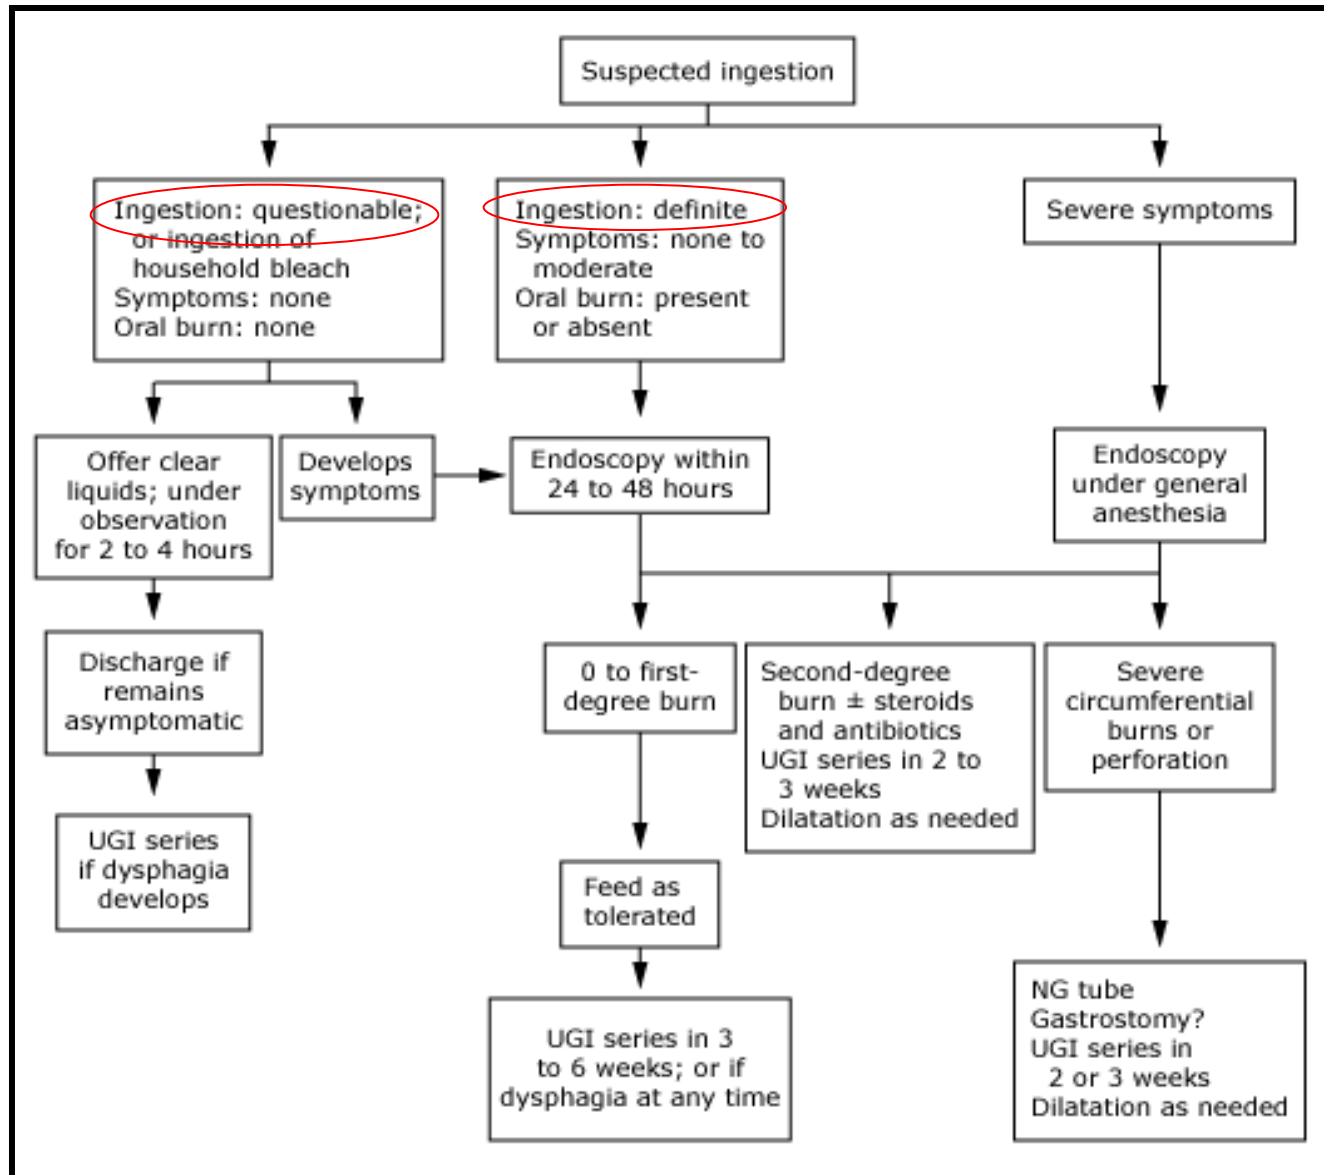 Suspected ingestion
Ingestion: questionable;
or ingestion of
household bleach
Symptoms: none
Oral burn: none
Ingestion: definite
Symptoms: none to
moderate
Oral burn: present
or absent
Severe symptoms
Offer clear
liquids; under
observation
for 2 to 4 hours
Develops
symptoms
Endoscopy within
24 to 48 hours
Endoscopy
under general
anesthesia
Discharge if
remains
asymptomatic
0 to first-
degree burn
Second-degree
burn ± steroids
and antibiotics
UGI series in 2 to
3 weeks
Dilatation as needed
Severe
circumferential
burns or
perforation
UGI series
if dysphagia
develops
Feed as
tolerated
UGI series in 3
to 6 weeks; or if
dysphagia at any time
NG tube
Gastrostomy?
UGI series in
2 or 3 weeks
Dilatation as needed